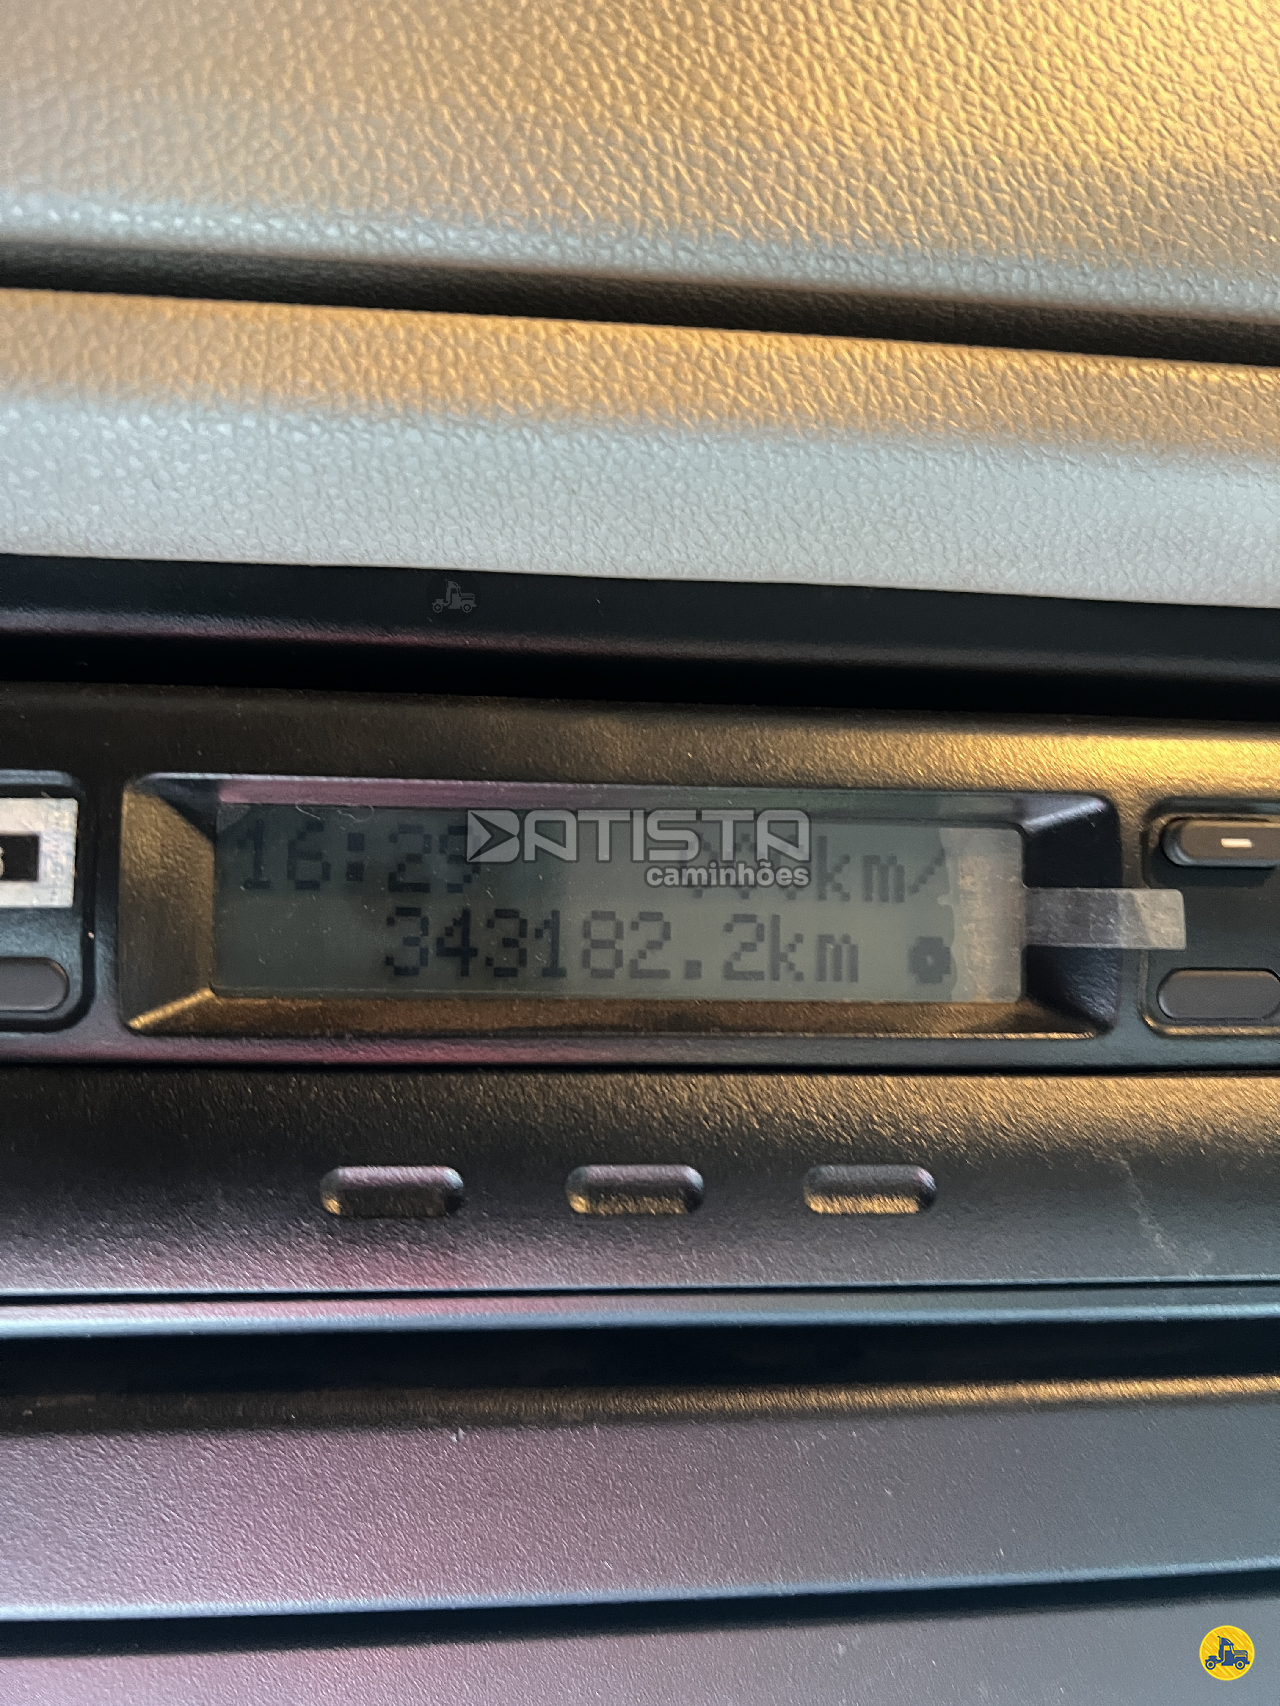 16:29 km/
343182.2km
BATISTA
caminhões